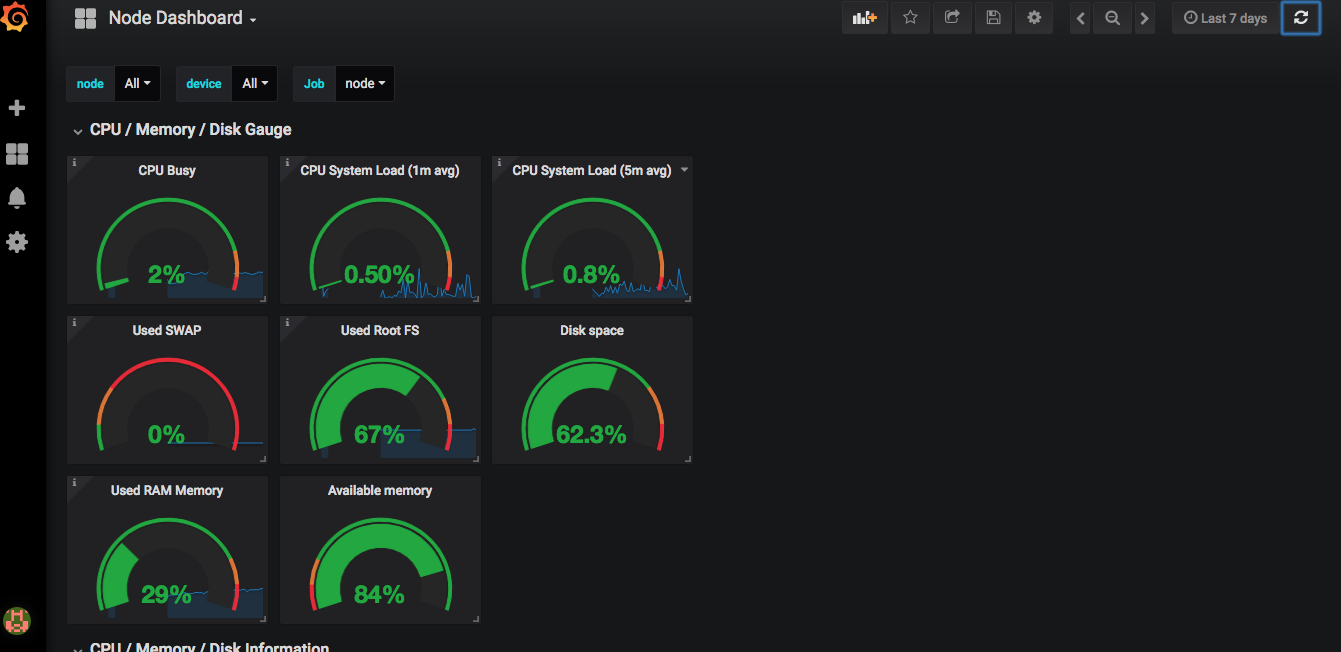 Node Dashboard
Last 7 days
node All device All Job node
CPU / Memory / Disk Gauge
CPU Busy
2%
CPU System Load (1m avg)
0.50%
CPU System Load (5m avg)
0.8%
Used SWAP
0%
Used Root FS
67%
Disk space
62.3%
Used RAM Memory
29%
Available memory
84%
CPU / Memory / Disk Information